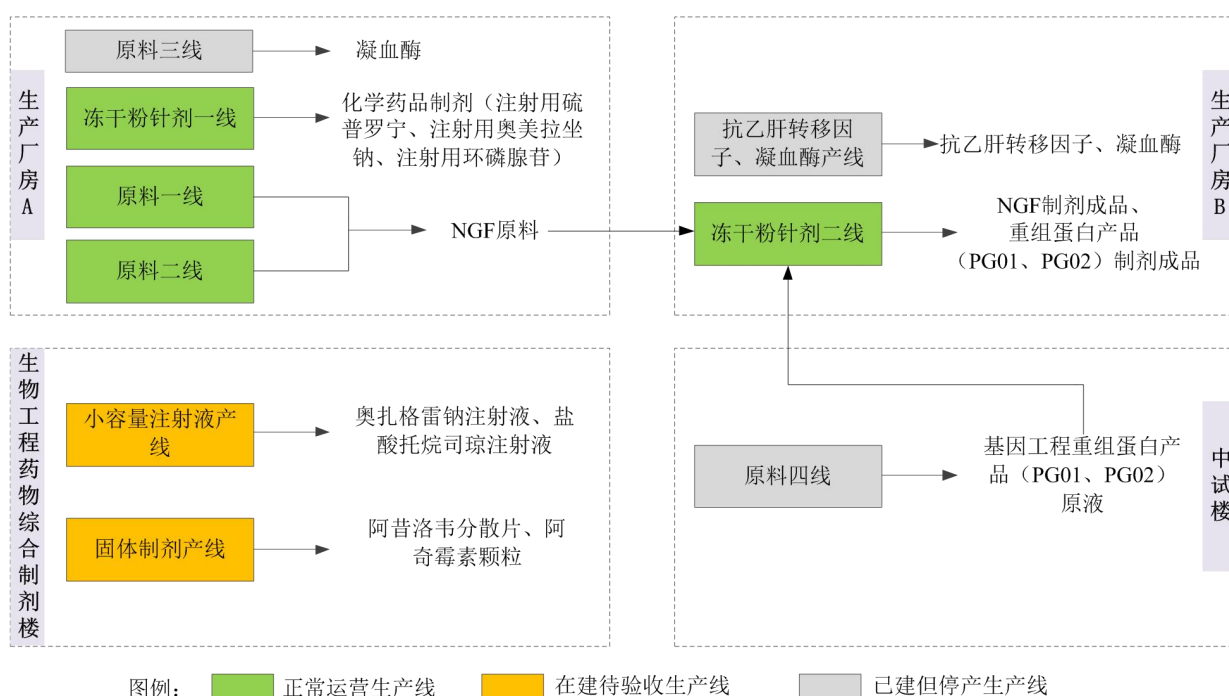 生产厂房A
原料三线
凝血酶
冻干粉针剂一线
化学药品制剂（注射用硫
普罗宁、注射用奥美拉坐
钠、注射用环磷腺苷）
原料一线
原料二线
NGF原料
生产厂房B
抗乙肝转移因
子、凝血酶产线
抗乙肝转移因子、凝血酶
冻干粉针剂二线
NGF制剂成品、
重组蛋白产品
（PG01、PG02）制剂成品
生物工程药物综合制剂楼
小容量注射液产
线
奥扎格雷钠注射液、盐
酸托烷司琼注射液
固体制剂产线
阿昔洛韦分散片、阿
奇霉素颗粒
中试楼
原料四线
基因工程重组蛋白产
品（PG01、PG02）
原液
图例：
正常运营生产线
在建待验收生产线
已建但停产生产线